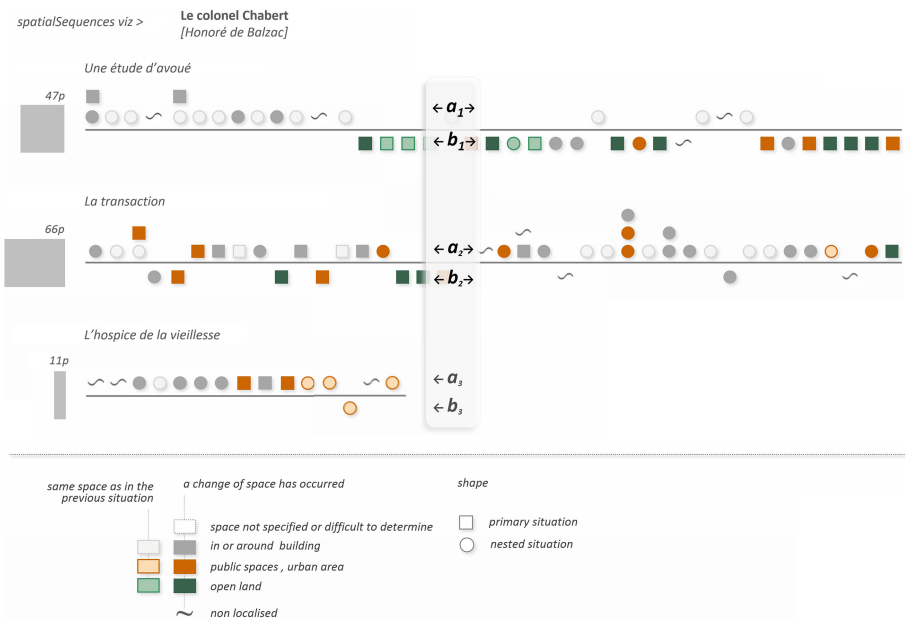 spatialSequences viz >
Le colonel Chabert
[Honoré de Balzac]
Une étude d'avoué
47p
←a₁→
←b₁→
La transaction
66p
←a₂→
←b₂→
L'hospice de la vieillesse
11p
←a₃
←b₃
same space as in the
previous situation
a change of space has occurred
space not specified or difficult to determine
in or around building
public spaces , urban area
open land
~ non localised
shape
primary situation
nested situation